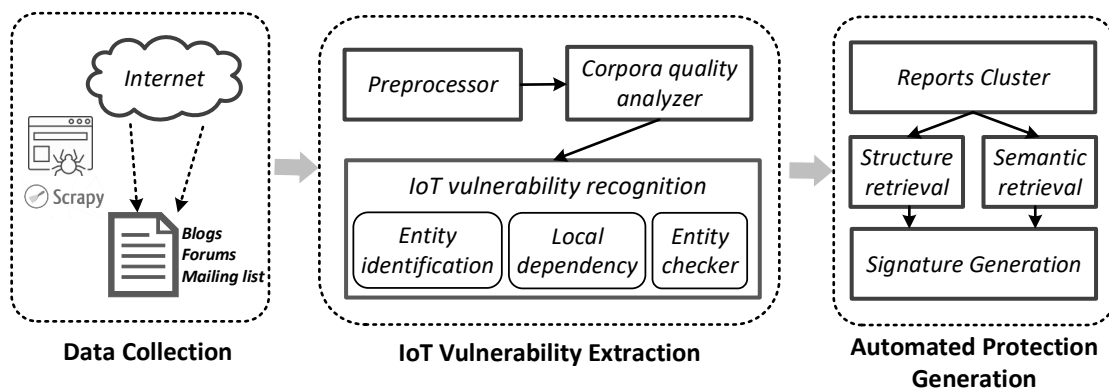 Internet
Scrapy
Blogs
Forums
Mailing list
Data Collection
Preprocessor
Corpora quality
analyzer
IoT vulnerability recognition
Entity
identification
Local
dependency
Entity
checker
IoT Vulnerability Extraction
Reports Cluster
Structure
retrieval
Semantic
retrieval
Signature Generation
Automated Protection
Generation